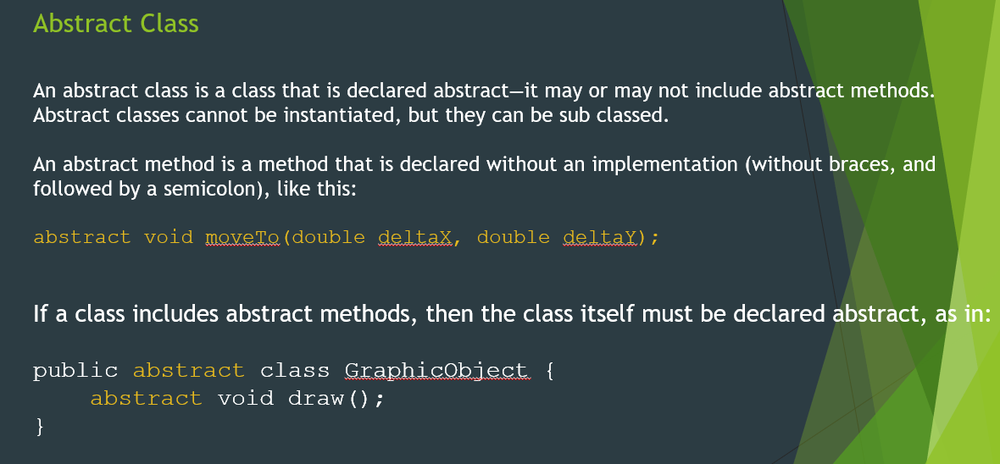 Abstract Class
An abstract class is a class that is declared abstract—it may or may not include abstract methods.
Abstract classes cannot be instantiated, but they can be sub classed.
An abstract method is a method that is declared without an implementation (without braces, and
followed by a semicolon), like this:
abstract void moveTo(double deltaX, double deltaY);
If a class includes abstract methods, then the class itself must be declared abstract, as in:
public abstract class GraphicObject {
    abstract void draw();
}